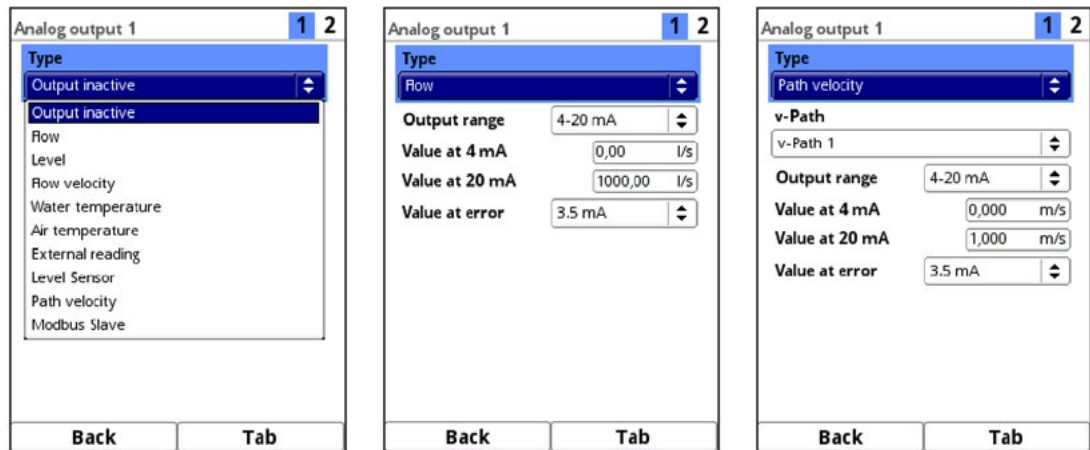 Analog output 1 1 2
Type
Output inactive
Output inactive
Flow
Level
Flow velocity
Water temperature
Air temperature
External reading
Level Sensor
Path velocity
Modbus Slave
Back Tab
Analog output 1 1 2
Type
Flow
Output range 4-20 mA
Value at 4 mA 0,00 l/s
Value at 20 mA 1000,00 l/s
Value at error 3.5 mA
Back Tab
Analog output 1 1 2
Type
Path velocity
v-Path
v-Path 1
Output range 4-20 mA
Value at 4 mA 0,000 m/s
Value at 20 mA 1,000 m/s
Value at error 3.5 mA
Back Tab